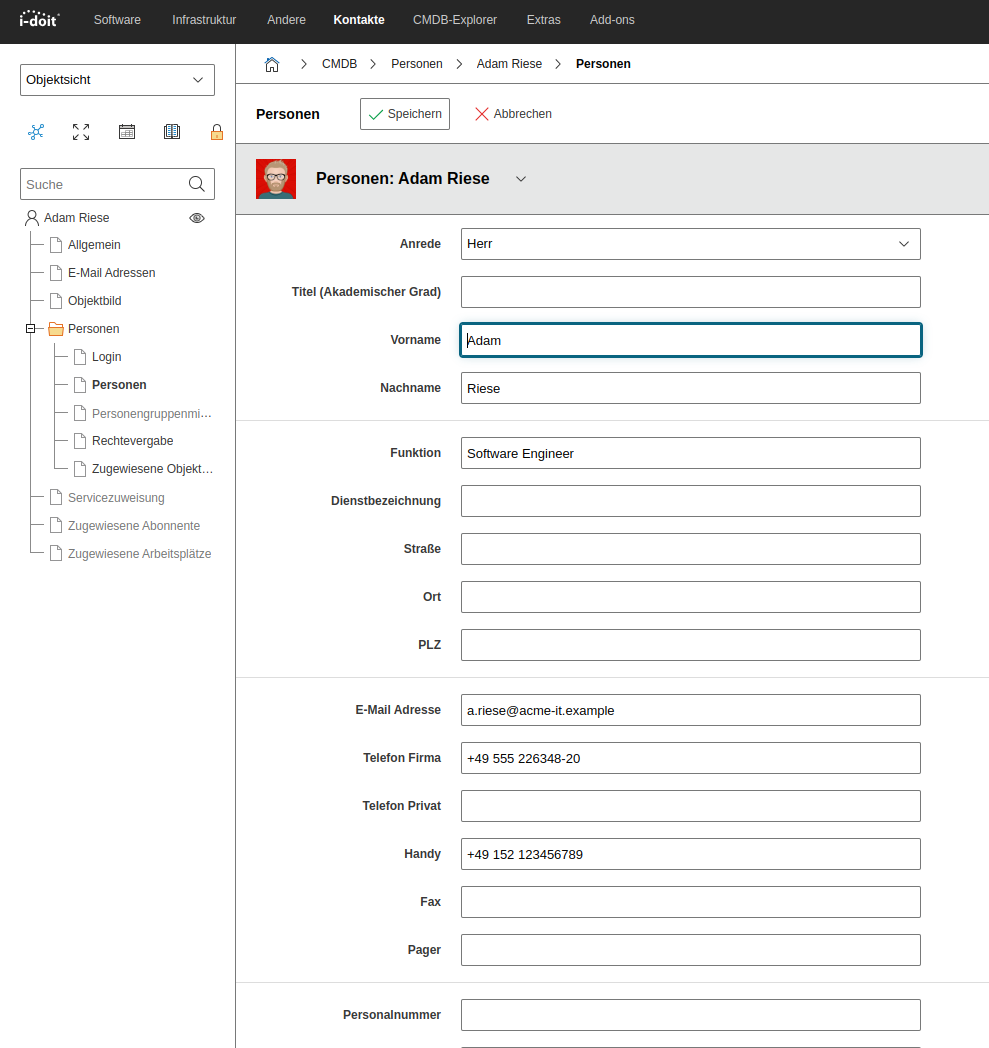 i-doit Software Infrastruktur Andere Kontakte CMDB-Explorer Extras Add-ons
Objektsicht
Suche
Adam Riese
Allgemein
E-Mail Adressen
Objektbild
Personen
Login
Personen
Personengruppenmi...
Rechtevergabe
Zugewiesene Objekt...
Servicezuweisung
Zugewiesene Abonnente
Zugewiesene Arbeitsplätze
CMDB > Personen > Adam Riese > Personen
Personen Speichern Abbrechen
Personen: Adam Riese
Anrede Herr
Titel (Akademischer Grad)
Vorname Adam
Nachname Riese
Funktion Software Engineer
Dienstbezeichnung
Straße
Ort
PLZ
E-Mail Adresse a.riese@acme-it.example
Telefon Firma +49 555 226348-20
Telefon Privat
Handy +49 152 123456789
Fax
Pager
Personalnummer